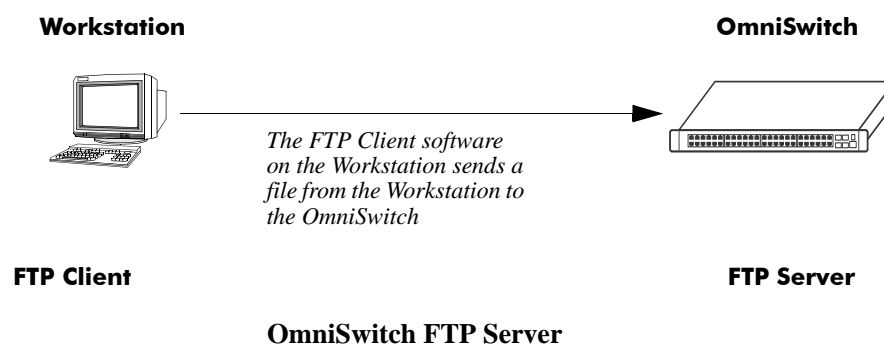 Workstation
OmniSwitch
The FTP Client software
on the Workstation sends a
file from the Workstation to
the OmniSwitch
FTP Client
FTP Server
OmniSwitch FTP Server